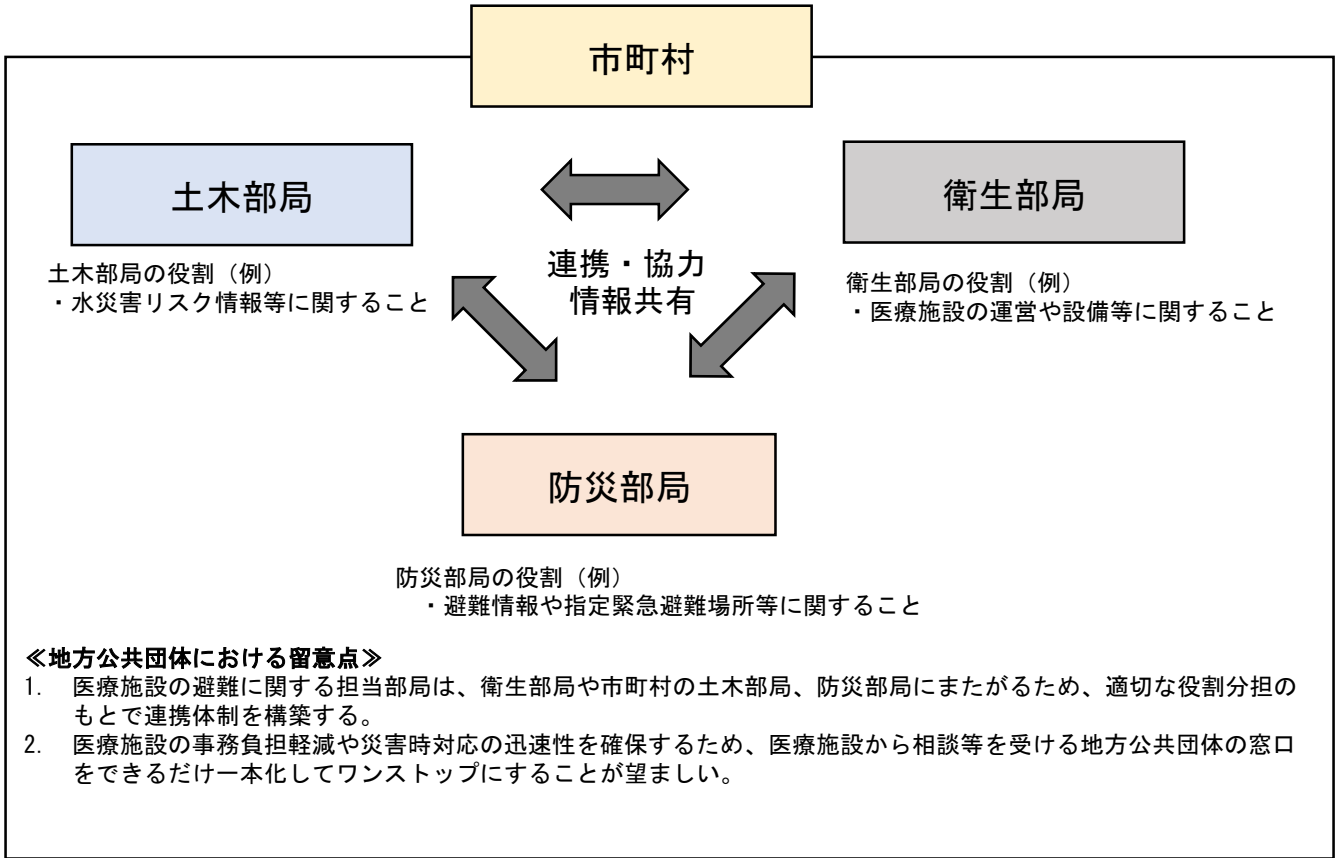 市町村
土木部局
衛生部局
土木部局の役割（例）
・水災害リスク情報等に関すること
連携・協力
情報共有
衛生部局の役割（例）
・医療施設の運営や設備等に関すること
防災部局
防災部局の役割（例）
・避難情報や指定緊急避難場所等に関すること
≪地方公共団体における留意点≫
1. 医療施設の避難に関する担当部局は、衛生部局や市町村の土木部局、防災部局にまたがるため、適切な役割分担の
もとで連携体制を構築する。
2. 医療施設の事務負担軽減や災害時対応の迅速性を確保するため、医療施設から相談等を受ける地方公共団体の窓口
をできるだけ一本化してワンストップにすることが望ましい。